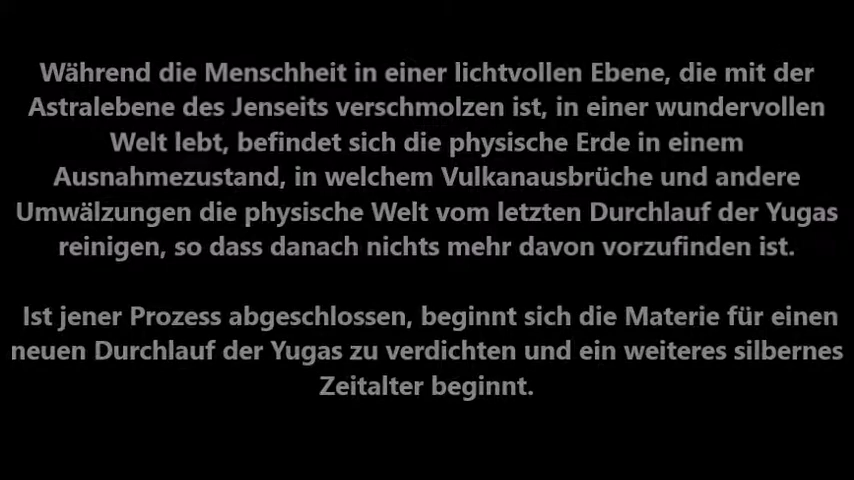 Während die Menschheit in einer lichtvollen Ebene, die mit der
Astralebene des Jenseits verschmolzen ist, in einer wundervollen
Welt lebt, befindet sich die physische Erde in einem
Ausnahmezustand, in welchem Vulkanausbrüche und andere
Umwälzungen die physische Welt vom letzten Durchlauf der Yugas
reinigen, so dass danach nichts mehr davon vorzufinden ist.
Ist jener Prozess abgeschlossen, beginnt sich die Materie für einen
neuen Durchlauf der Yugas zu verdichten und ein weiteres silbernes
Zeitalter beginnt.